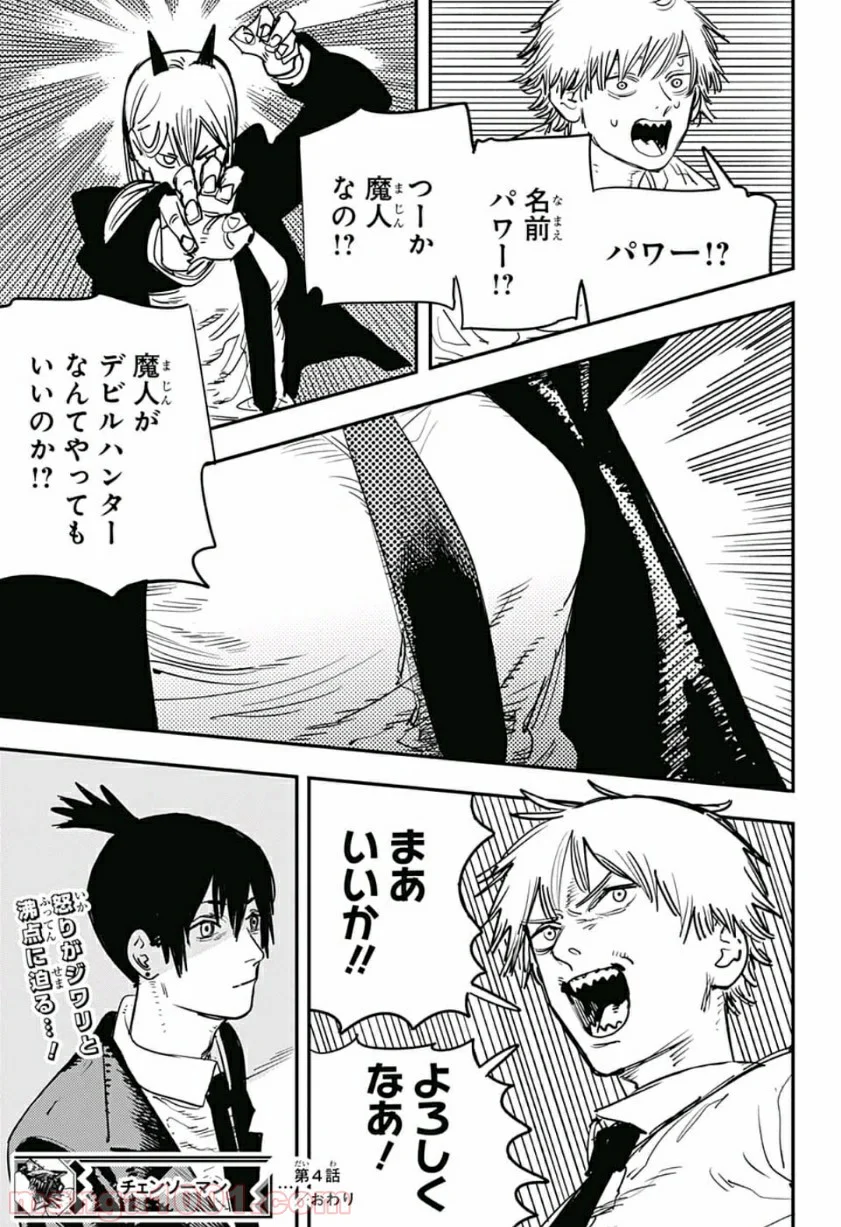 パワー!?
名前
パワー!?
つーか
魔人
なの!?
魔人が
デビルハンター
なんてやっても
いいのか!?
まあ
いいか!!
よろしく
なあ!
怒りがジワリと
沸点に迫る…!
チェンソーマン
…第4話
おわり